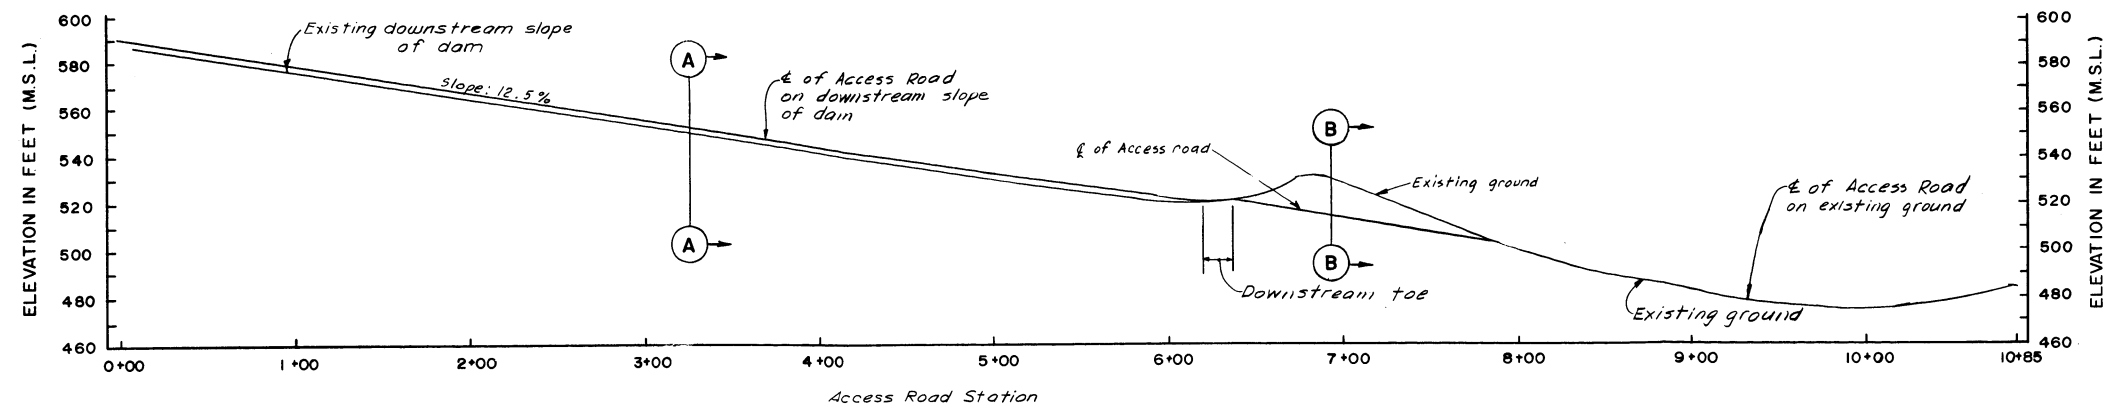 ELEVATION IN FEET (M.S.L.)
600
580
560
540
520
500
480
460
Existing downstream slope
of dam
Slope: 12.5%
A
A
℄ of Access Road
on downstream slope
of dam
℄ of Access road
B
B
Existing ground
Downstream toe
℄ of Access Road
on existing ground
Existing ground
600
580
560
540
520
500
480
460
ELEVATION IN FEET (M.S.L.)
0+00 1+00 2+00 3+00 4+00 5+00 6+00 7+00 8+00 9+00 10+00 10+85
Access Road Station